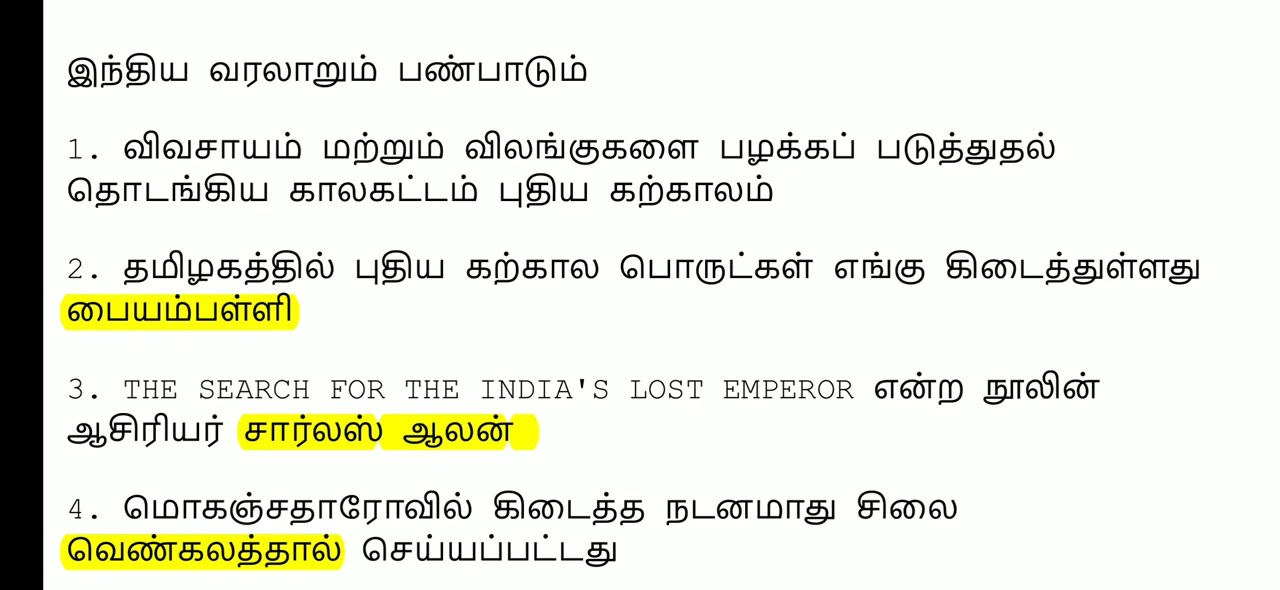 இந்திய வரலாறும் பண்பாடும்
1. விவசாயம் மற்றும் விலங்குகளை பழக்கப் படுத்துதல்
தொடங்கிய காலகட்டம் புதிய கற்காலம்
2. தமிழகத்தில் புதிய கற்கால பொருட்கள் எங்கு கிடைத்துள்ளது
பையம்பள்ளி
3. THE SEARCH FOR THE INDIA'S LOST EMPEROR என்ற நூலின்
ஆசிரியர் சார்லஸ் ஆலன்
4. மொகஞ்சதாரோவில் கிடைத்த நடனமாது சிலை
வெண்கலத்தால் செய்யப்பட்டது